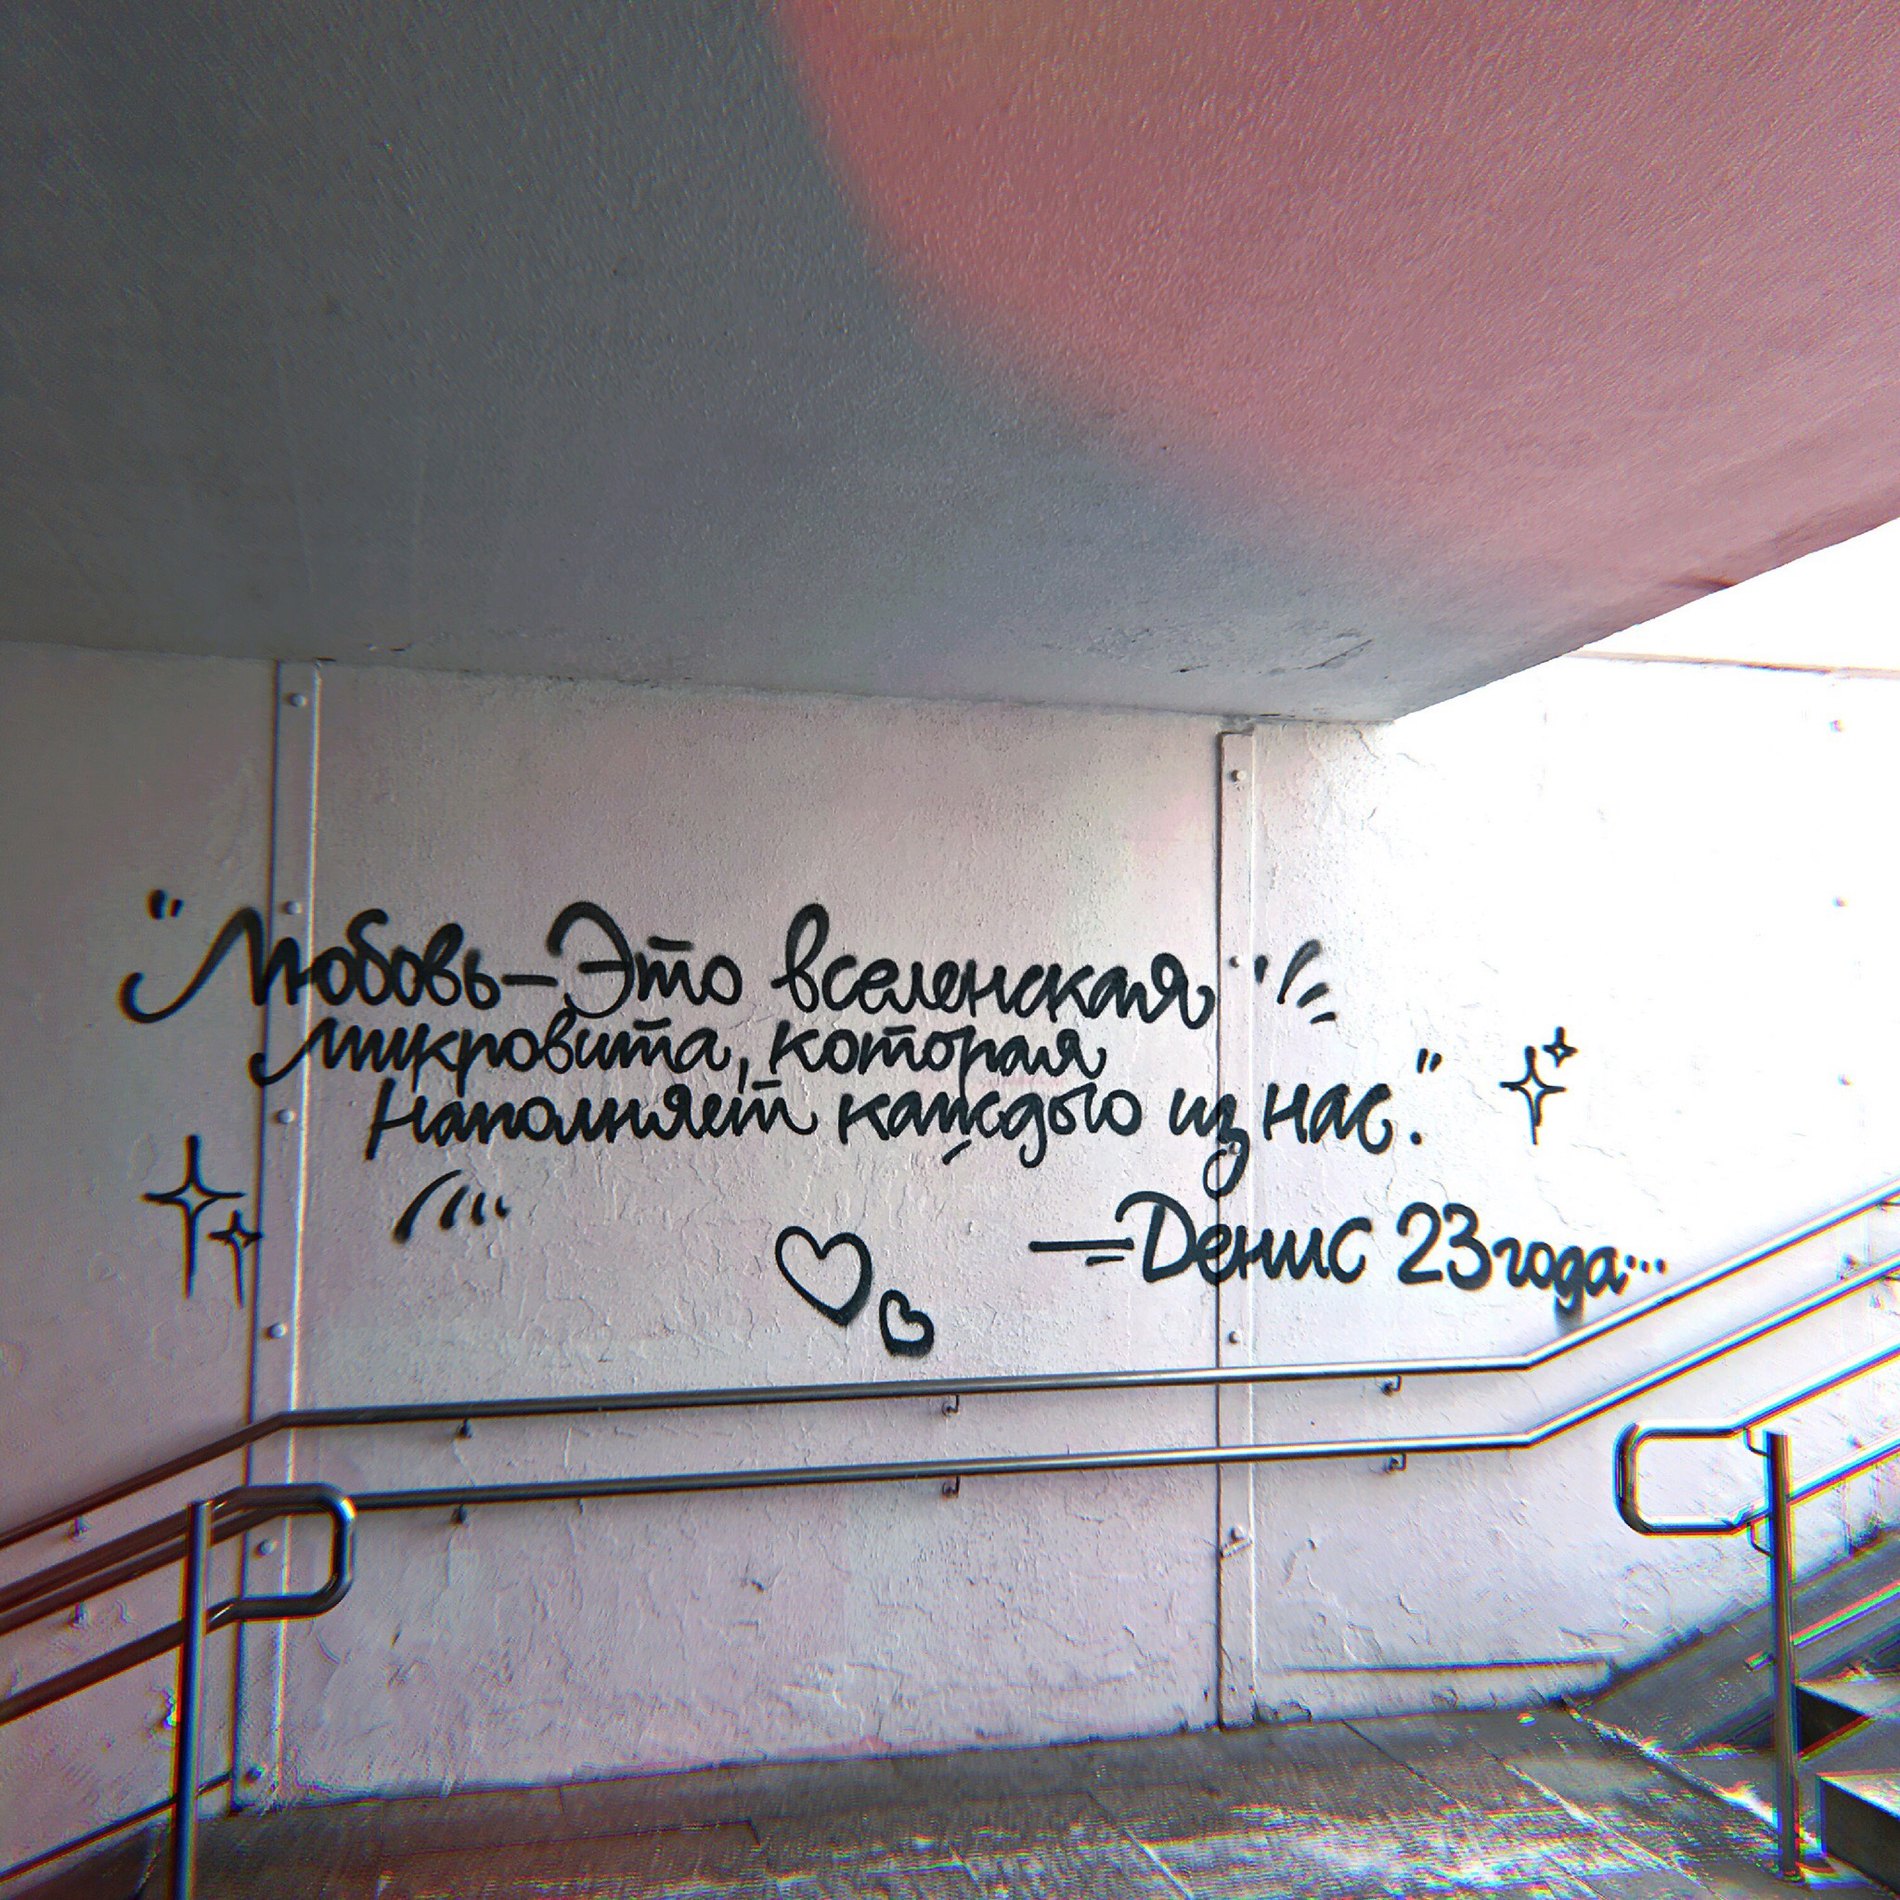 "Любовь — Это вселенская
микровита, которая
Наполняет каждого из нас."
— Денис 23 года...